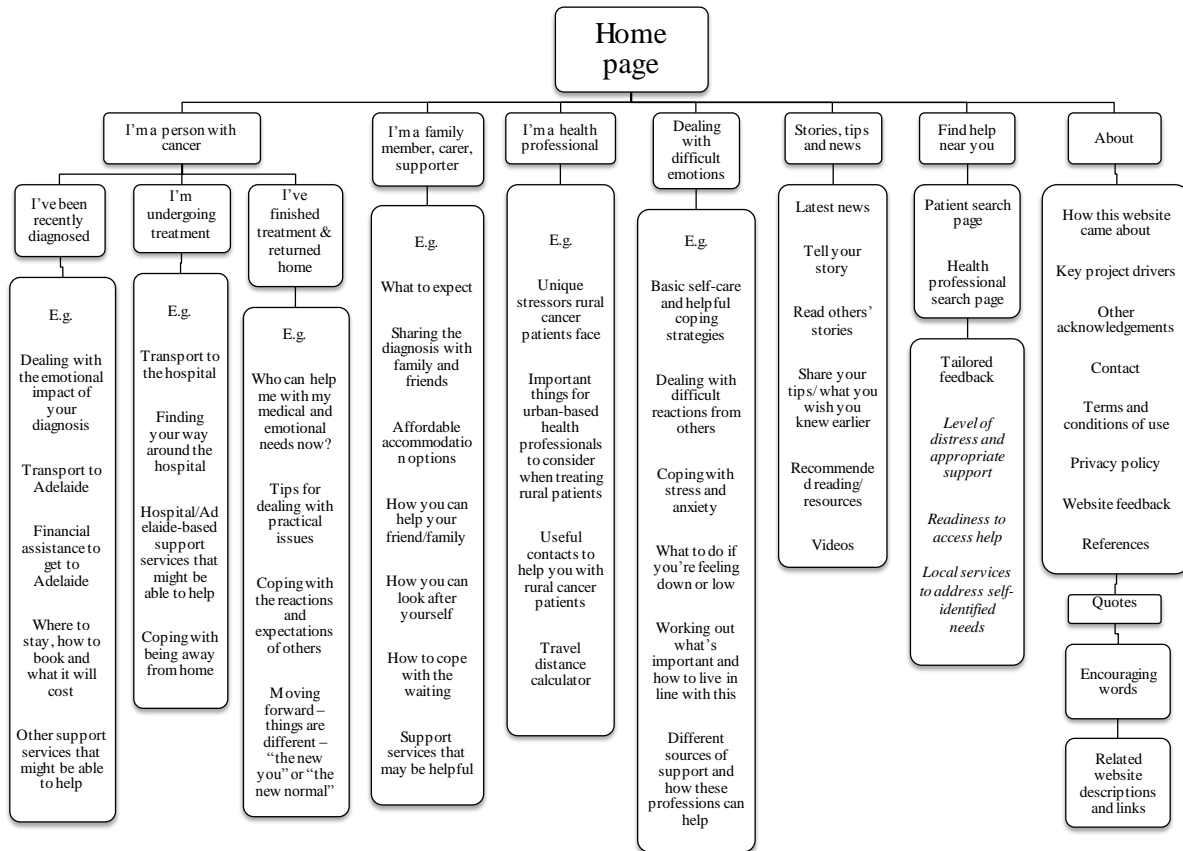 Home
page
I'm a person with
cancer
I've been
recently
diagnosed
E.g.
Dealing with
the emotional
impact of
your
diagnosis
Transport to
Adelaide
Financial
assistance to
get to
Adelaide
Where to
stay, how to
book and
what it will
cost
Other support
services that
might be able
to help
I'm
undergoing
treatment
E.g.
Transport to
the hospital
Finding
your way
around the
hospital
Hospital/Ad
elaide-based
support
services that
might be
able to help
Coping with
being away
from home
I've
finished
treatment &
returned
home
E.g.
Who can help
me with my
medical and
emotional
needs now?
Tips for
dealing with
practical
issues
Coping with
the reactions
and
expectations
of others
Moving
forward –
things are
different –
“the new
you” or “the
new normal”
I'm a family
member, carer,
supporter
E.g.
What to expect
Sharing the
diagnosis with
family and
friends
Affordable
accommodatio
n options
How you can
help your
friend/family
How you can
look after
yourself
How to cope
with the
waiting
Support
services that
may be helpful
I'm a health
professional
E.g.
Unique
stressors rural
cancer
patients face
Important
things for
urban-based
health
professionals
to consider
when treating
rural patients
Useful
contacts to
help you with
rural cancer
patients
Travel
distance
calculator
Dealing
with
difficult
emotions
E.g.
Basic self-care
and helpful
coping
strategies
Dealing with
difficult
reactions from
others
Coping with
stress and
anxiety
What to do if
you're feeling
down or low
Working out
what's
important and
how to live in
line with this
Different
sources of
support and
how these
professions can
help
Stories, tips
and news
Latest news
Tell your
story
Read others'
stories
Share your
tips/ what you
wish you
knew earlier
Recommende
d reading/
resources
Videos
Find help
near you
Patient search
page
Health
professional
search page
Tailored
feedback
Level of
distress and
appropriate
support
Readiness to
access help
Local services
to address self-
identified
needs
About
How this website
came about
Key project drivers
Other
acknowledgements
Contact
Terms and
conditions of use
Privacy policy
Website feedback
References
Quotes
Encouraging
words
Related
website
descriptions
and links